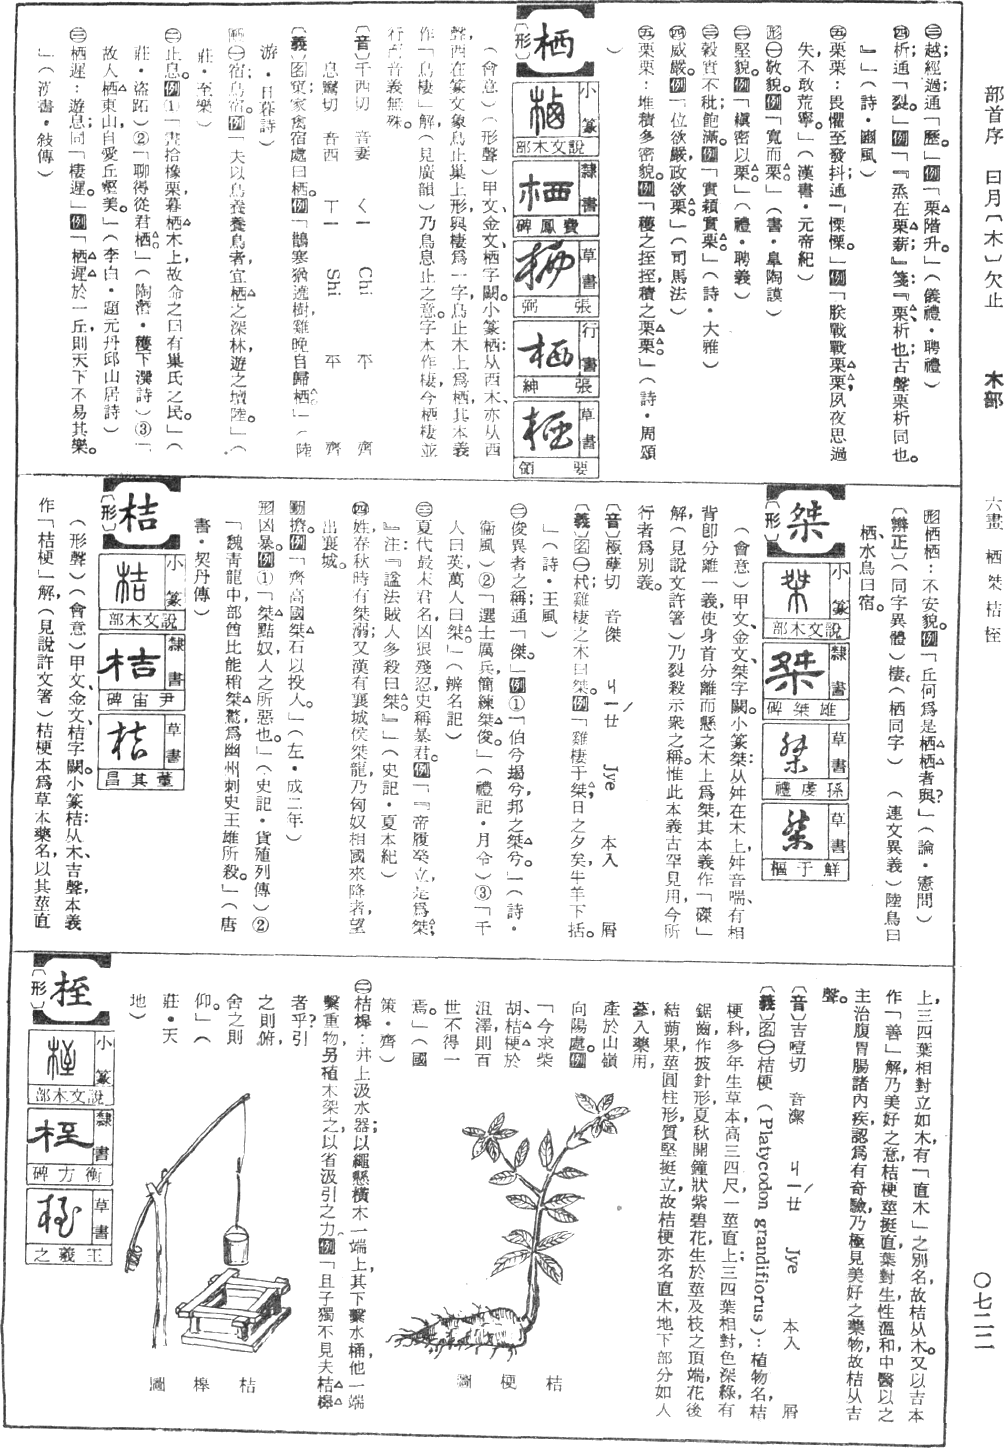 部首序　曰月〔木〕欠止　木部　六畫　栖桀桔桎　〇七二二
㊂越；經過通「歷。」例「栗階升。」（儀禮・聘禮）
㊃析；通「裂。」例「『烝在栗薪』箋：『栗析也；古聲栗析同也。
』」（詩・豳風）
㊄栗栗：畏懼至發抖；通「慄慄。」例「朕戰戰栗栗，夙夜思過
失，不敢荒寧。」（漢書・元帝紀）
形㊀敬貌。例「寬而栗。」（書・臯陶謨）
㊁堅貌。例「縝密以栗。」（禮・聘義）
㊂穀實不秕；飽滿。例「實穎實栗。」（詩・大雅）
㊃威嚴。例「位欲嚴，政欲栗。」（司馬法）
㊄栗栗：堆積多密貌。例「穫之挃挃，積之栗栗。」（詩・周頌
）
栖
〔形〕
小篆　說文木部
隸書　費鳳碑
草書　張弼
行書　張紳
草書　要領
（會意）（形聲）甲文、金文栖字闕。小篆栖：从西木，亦从西
聲，西在篆文象鳥止巢上形，與棲爲一字，鳥止木上爲栖，其本義
作「鳥棲」解（見廣韻）乃鳥息止之意。字本作棲，今栖棲並
行而音義無殊。
〔音〕千西切　音妻　ㄑㄧ　Chi　平　齊
息鷖切　音西　ㄒㄧ　Shi　平　齊
〔義〕名窠；家禽宿處曰栖。例「鵲寒猶遶樹，雞晚自歸栖。」（陸
游・日暮詩）
動㊀宿；鳥宿。例「夫以鳥養養鳥者，宜栖之深林，遊之壇陸。」（
莊・至樂）
㊁止；息。例①「晝拾橡栗，暮栖木上，故命之曰有巢氏之民。」（
莊・盜跖）②「聊得從君栖。」（陶潛・穫下潠詩）③「
故人栖東山，自愛丘壑美。」（李白・題元丹邱山居詩）
㊂栖遲：遊息；同「棲遲。」例「栖遲於一丘，則天下不易其樂。
」（漢書・敍傳）
形栖栖：不安貌。例「丘何爲是栖栖者與？」（論・憲問）
〔辨正〕（同字異體）棲（栖同字）　（連文異義）陸鳥曰
栖，水鳥曰宿。
桀
〔形〕
小篆　說文木部
隸書　雄桀碑
草書　孫虔禮
草書　鮮于樞
（會意）甲文、金文桀字闕。小篆桀：从舛在木上，舛音喘，有相
背卽分離一義，使身首分離而懸之木上爲桀，其本義作「磔」
解（見說文許箸）乃裂殺示衆之稱。惟此本義古罕見用，今所
行者爲別義。
〔音〕極孽切　音傑　ㄐㄧㄝˊ　Jye　本入　屑
〔義〕名㊀杙；雞棲之木曰桀。例「雞棲于桀；日之夕矣，牛羊下括。
」（詩・王風）
㊁俊異者之稱；通「傑。」例①「伯兮朅兮，邦之桀兮。」（詩・
衞風）②「選士厲兵，簡練桀俊。」（禮記・月令）③「千
人曰英，萬人曰桀。」（辨名記）
㊂夏代最末君名，凶狠殘忍，史稱暴君。例「『帝履癸立，是爲桀；
』注：『諡法：賊人多殺曰桀。』」（史記・夏本紀）
㊃姓。春秋時有桀溺；又漢有襄城侯桀龍，乃匈奴相國來降者；望
出襄城。
動擔。例「齊高固桀石以投人。」（左・成二年）
形凶暴。例①「桀黠奴，人之所惡也。」（史記・貨殖列傳）②
「魏靑龍中，部酋比能稍桀驁，爲幽州刺史王雄所殺。」（唐
書・契丹傳）
桔
〔形〕
小篆　說文木部
隸書　尹宙碑
草書　董其昌
（形聲）（會意）甲文、金文桔字闕。小篆桔：从木、吉聲，本義
作「桔梗」解（見說許文箸）桔梗本爲草本藥名，以其莖直
上，三四葉相對立如木，有「直木」之別名，故桔从木。又以吉本
作「善」解，乃美好之意，桔梗莖挺直，葉對生，性溫和，中醫以之
主治腹胃腸諸內疾，認爲有奇驗，乃極見美好之藥物，故桔从吉
聲。
〔音〕吉噎切　音潔　ㄐㄧㄝˊ　Jye　本入　屑
〔義〕名㊀桔梗（Platycodon grandifiorus）：植物名，桔
梗科，多年生草本，高三四尺，一莖直上；三四葉相對，色深綠，有
鋸齒，作披針形，夏秋開鐘狀紫碧花，生於莖及枝之頂端；花後
結蒴果。莖圓柱形，質堅挺立，故桔梗亦名直木，地下部分如人
蔘，入藥用，
產於山嶺
向陽處。例
「今求柴
胡、桔梗於
沮澤，則百
世不得一
焉。」（國
策・齊）
桔梗圖
㊁桔槹：井上汲水器；以繩懸橫木一端上，其下繫水桶，他一端
繫重物，另植木架之，以省汲引之力。例「且子獨不見夫桔槹
者乎？引
之則俯，
舍之則
仰。」（
莊・天
地）
桔槹圖
桎
〔形〕
小篆　說文木部
隸書　衡方碑
草書　王羲之